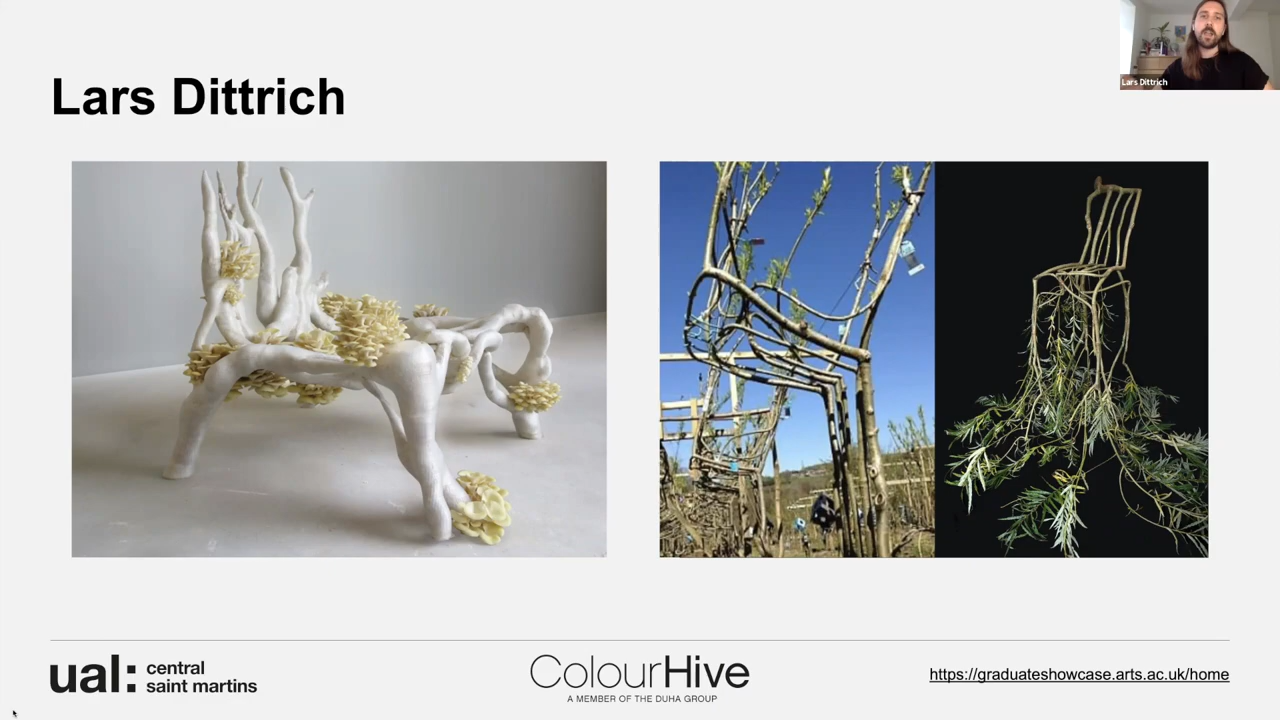 Lars Dittrich
Lars Dittrich
ual: central
saint martins
ColourHive
A MEMBER OF THE DUHA GROUP
https://graduateshowcase.arts.ac.uk/home